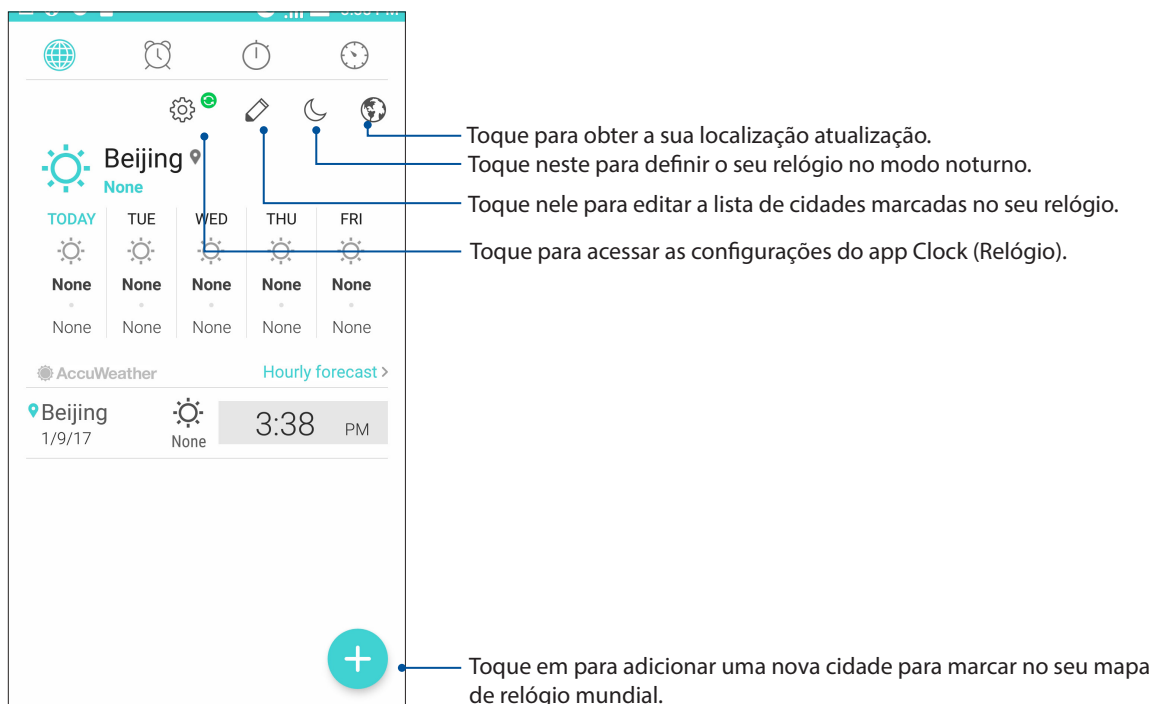 Toque para obter a sua localização atualização.
Beijing
Toque neste para definir o seu relógio no modo noturno.
None
Toque nele para editar a lista de cidades marcadas no seu relógio.
TODAY TUE WED THU FRI
Toque para acessar as configurações do app Clock (Relógio).
None None None None None
None None None None None
AccuWeather Hourly forecast >
Beijing 3:38 PM
1/9/17 None
Toque em para adicionar uma nova cidade para marcar no seu mapa
de relógio mundial.